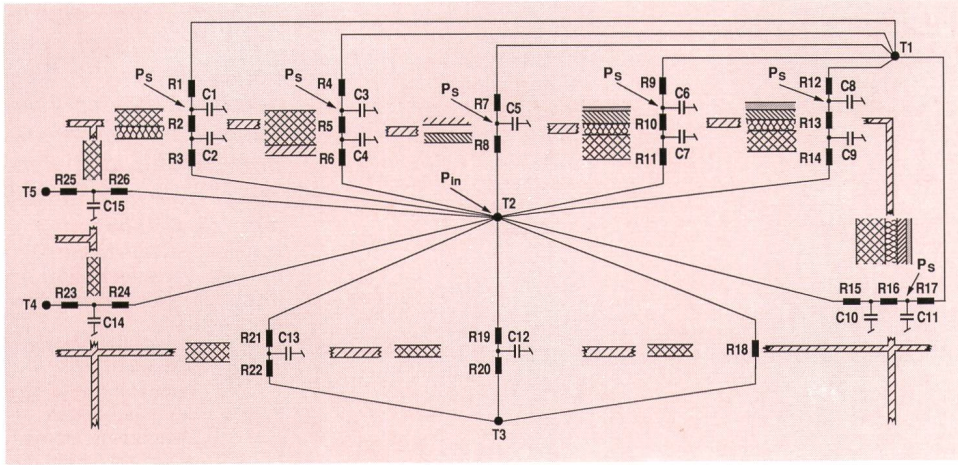 T1
R1
R4
R7
R9
R12
PS
PS
PS
PS
PS
C1
C3
C5
C6
C8
R2
R5
R8
R10
R13
C2
C4
C7
C9
R3
R6
R11
R14
Pin
T2
T5
R25
R26
C15
T4
R23
R24
C14
PS
R15
R16
R17
C10
C11
R21
C13
R22
R19
C12
R20
R18
T3